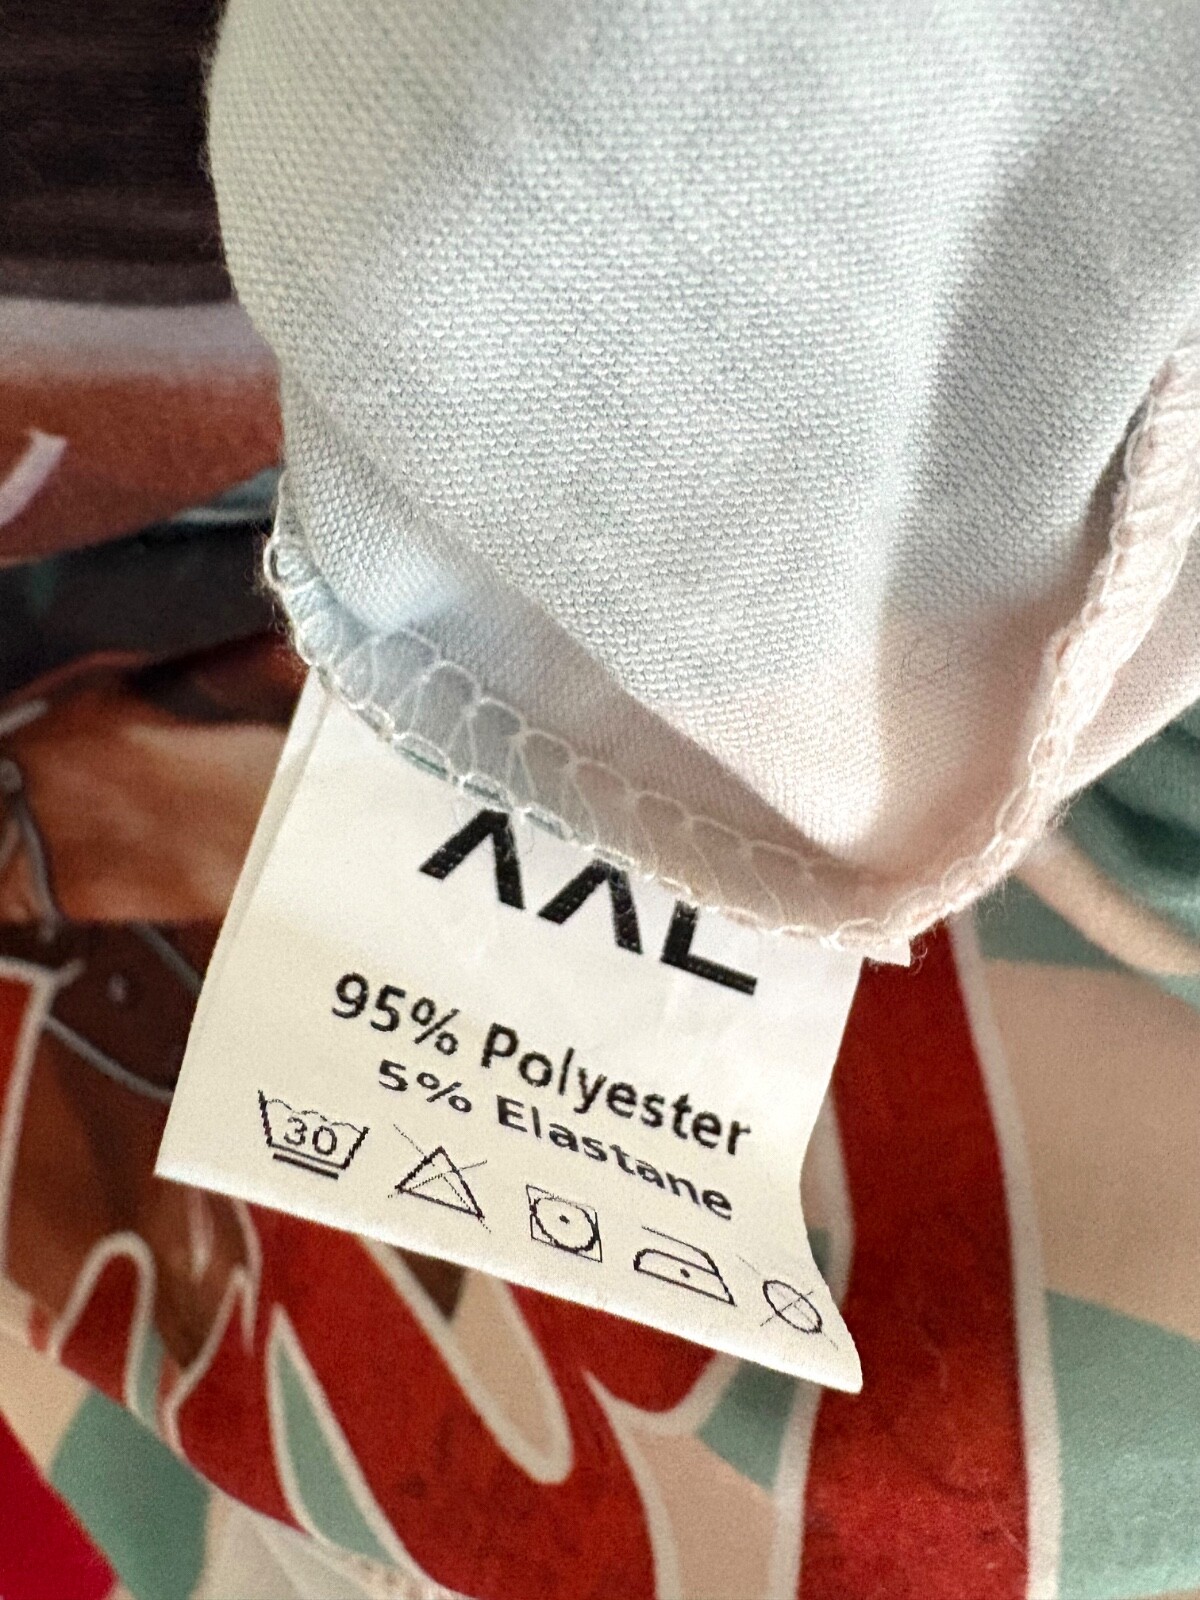 XXL
95% Polyester
5% Elastane
30